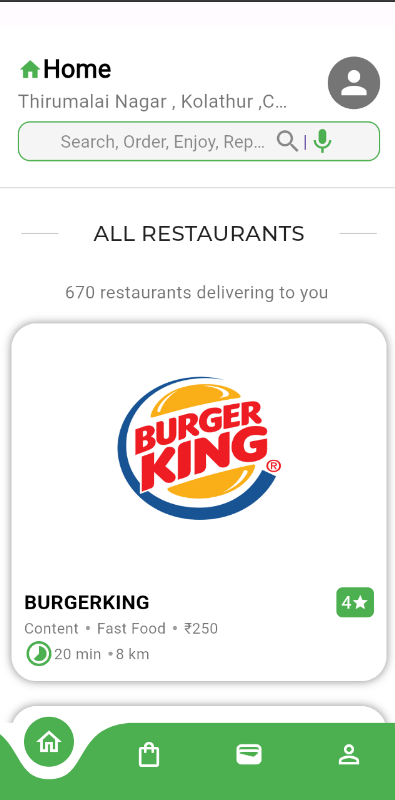 Home
Thirumalai Nagar , Kolathur ,C...
Search, Order, Enjoy, Rep... |
ALL RESTAURANTS
670 restaurants delivering to you
BURGER
KING®
BURGERKING
4★
Content • Fast Food • ₹250
20 min •8 km